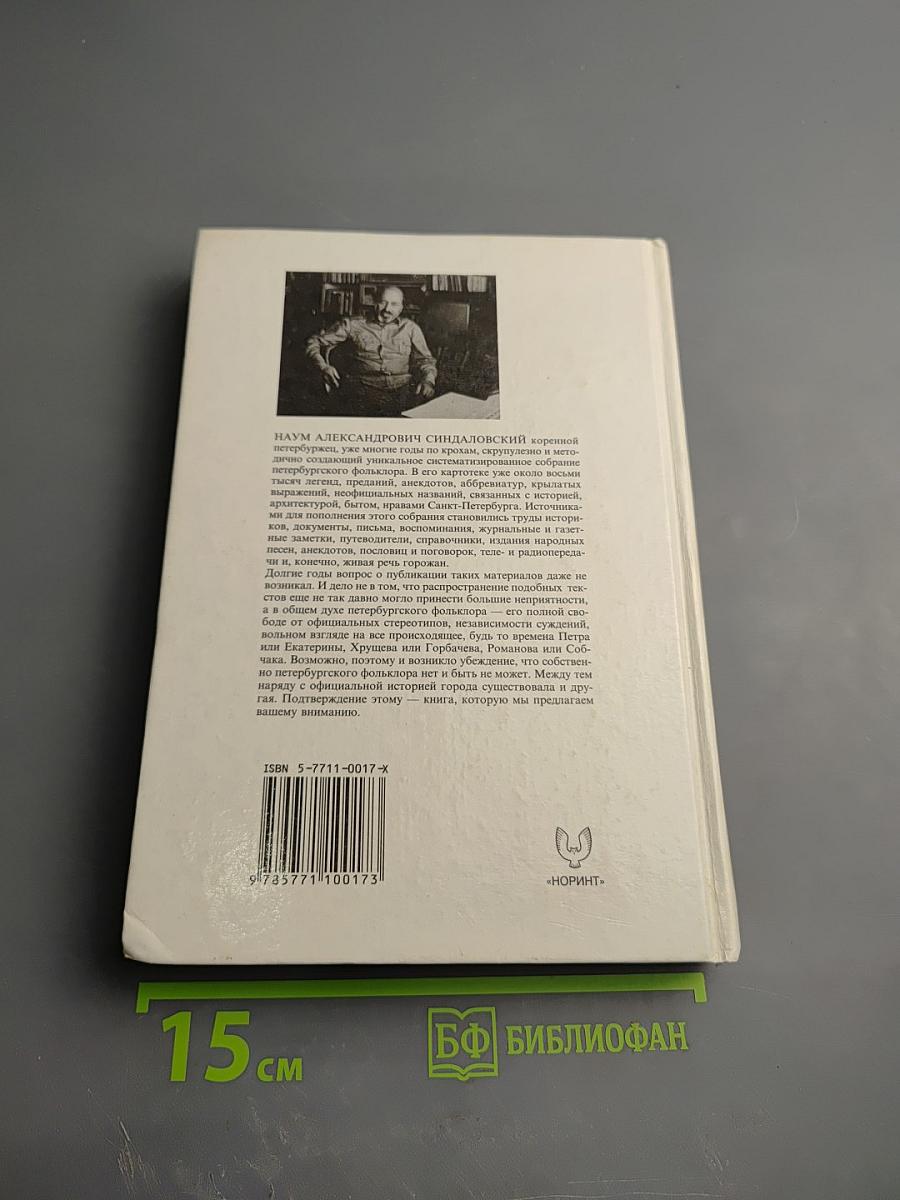 НАУМ АЛЕКСАНДРОВИЧ СИНДАЛОВСКИЙ коренной
петербуржец, уже многие годы по крохам, скрупулезно и мето-
дично создающий уникальное систематизированное собрание
петербургского фольклора. В его картотеке уже около восьми
тысяч легенд, преданий, анекдотов, аббревиатур, крылатых
выражений, неофициальных названий, связанных с историей,
архитектурой, бытом, нравами Санкт-Петербурга. Источника-
ми для пополнения этого собрания становились труды истори-
ков, документы, письма, воспоминания, журнальные и газет-
ные заметки, путеводители, справочники, издания народных
песен, анекдотов, пословиц и поговорок, теле- и радиопереда-
чи и, конечно, живая речь горожан.
Долгие годы вопрос о публикации таких материалов даже не
возникал. И дело не в том, что распространение подобных тек-
стов еще не так давно могло принести большие неприятности,
а в общем духе петербургского фольклора — его полной сво-
боде от официальных стереотипов, независимости суждений,
вольном взгляде на все происходящее, будь то времена Петра
или Екатерины, Хрущева или Горбачева, Романова или Соб-
чака. Возможно, поэтому и возникло убеждение, что собствен-
но петербургского фольклора нет и быть не может. Между тем
наряду с официальной историей города существовала и дру-
гая. Подтверждение этому — книга, которую мы предлагаем
вашему вниманию.
ISBN 5-7711-0017-X
9 785771 100173
«НОРИНТ»
15 см
БФ БИБЛИОФАН